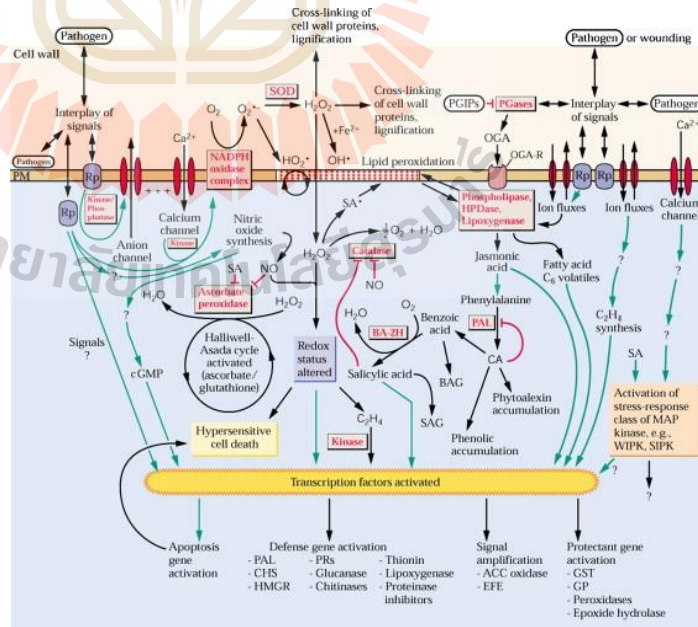 Cross-linking of
cell wall proteins,
lignification
Pathogen
Pathogen or wounding
Cell wall
SOD
O2
O2•−
H2O2
Cross-linking
of cell wall
proteins,
lignification
PGIPs
PGases
Interplay
of signals
Pathogen
Interplay of
signals
+Fe2+
OGA
Ca2+
Ca2+
NADPH
oxidase
complex
HO2•
OH•
Lipid peroxidation
OGA-R
Pathogen
PM
Rp
Rp
Rp
Rp
Kinase/
Phos-
phatase
+ + +
SA•
Phospholipase,
HPDase,
Lipoxygenase
Ion fluxes
Ion fluxes
Calcium
channel
Anion
channel
Calcium
channel
Kinase
Nitric
oxide
synthesis
H2O2
½O2 + H2O
Catalase
NO
Jasmonic
acid
Fatty acid
C6 volatiles
?
?
SA
NO
Ascorbate
peroxidase
H2O
H2O2
?
?
H2O
O2
Benzoic
acid
Phenylalanine
PAL
C2H4
synthesis
BA-2H
Signals
?
cGMP
Halliwell-
Asada cycle
activated
(ascorbate/
glutathione)
Redox
status
altered
Salicylic acid
CA
SA
BAG
SAG
Phytoalexin
accumulation
Phenolic
accumulation
Activation of
stress-response
class of MAP
kinase, e.g.,
WIPK, SIPK
Hypersensitive
cell death
C2H4
Kinase
?
?
Transcription factors activated
Apoptosis
gene
activation
Defense gene activation
- PAL
- CHS
- HMGR
- PRs
- Glucanase
- Chitinases
- Thionin
- Lipoxygenase
- Proteinase
inhibitors
Signal
amplification
- ACC oxidase
- EFE
Protectant gene
activation
- GST
- GP
- Peroxidases
- Epoxide hydrolase